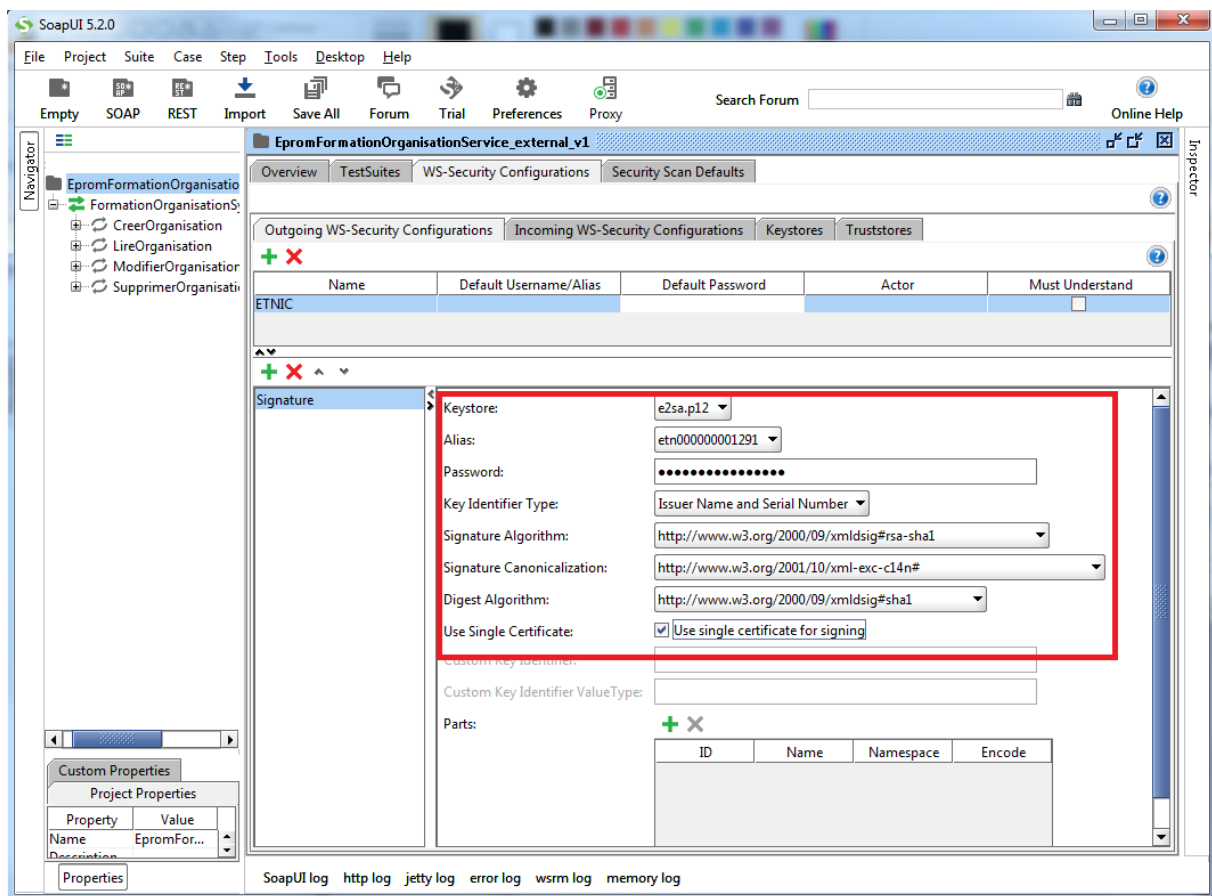 SoapUI 5.2.0
File Project Suite Case Step Tools Desktop Help
Empty SOAP REST Import Save All Forum Trial Preferences Proxy Search Forum Online Help
Navigator
EpromFormationOrganisatio
FormationOrganisationSy
CreerOrganisation
LireOrganisation
ModifierOrganisation
SupprimerOrganisati
EpromFormationOrganisationService_external_v1
Overview TestSuites WS-Security Configurations Security Scan Defaults
Outgoing WS-Security Configurations Incoming WS-Security Configurations Keystores Truststores
Name Default Username/Alias Default Password Actor Must Understand
ETNIC
Signature
Keystore: e2sa.p12
Alias: etn000000001291
Password: ••••••••••••••••
Key Identifier Type: Issuer Name and Serial Number
Signature Algorithm: http://www.w3.org/2000/09/xmldsig#rsa-sha1
Signature Canonicalization: http://www.w3.org/2001/10/xml-exc-c14n#
Digest Algorithm: http://www.w3.org/2000/09/xmldsig#sha1
Use Single Certificate: Use single certificate for signing
Custom Key Identifier:
Custom Key Identifier ValueType:
Parts:
ID Name Namespace Encode
Inspector
Custom Properties
Project Properties
Property Value
Name EpromFor...
Description
Properties
SoapUI log http log jetty log error log wsrm log memory log